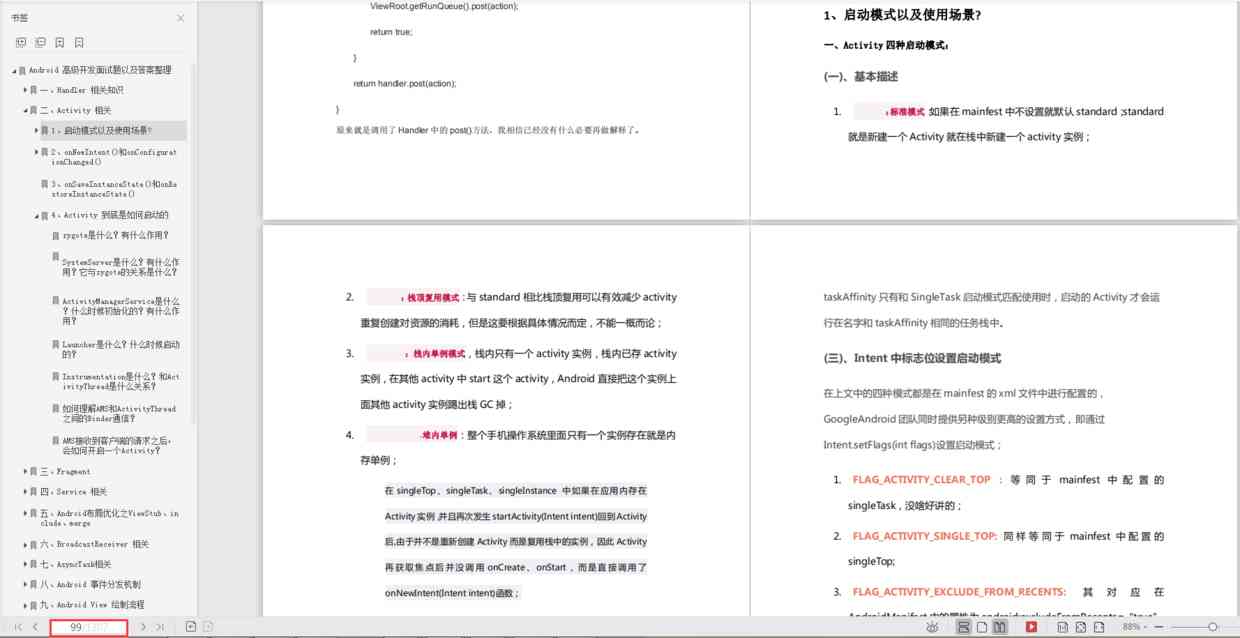 书签
Android 高级开发面试题以及答案整理
一、Handler 相关知识
二、Activity 相关
1、启动模式以及使用场景?
2、onNewIntent()和onConfigurat
ionChanged()
3、onSaveInstanceState()和onRe
storeInstanceState()
4、Activity 到底是如何启动的
zygote是什么？有什么作用？
SystemServer是什么？有什么作
用？它与zygote的关系是什么？
ActivityManagerService是什么
？什么时候初始化的？有什么作
用？
Launcher是什么？什么时候启动
的？
Instrumentation是什么？和Act
ivityThread是什么关系？
如何理解AMS和ActivityThread
之间的Binder通信？
AMS接收到客户端的请求之后，
会如何开启一个Activity？
三、Fragment
四、Service 相关
五、Android布局优化之ViewStub、in
clude、merge
六、BroadcastReceiver 相关
七、AsyncTask相关
八、Android 事件分发机制
九、Android View 绘制流程
ViewRoot.getRunQueue().post(action);
return true;
}
return handler.post(action);
}
原来就是调用了 Handler 中的 post()方法，我相信已经没有什么必要再做解释了。
1、启动模式以及使用场景?
一、Activity 四种启动模式：
(一)、基本描述
1. ：标准模式 如果在 mainfest 中不设置就默认 standard ;standard
就是新建一个 Activity 就在栈中新建一个 activity 实例；
2. ：栈顶复用模式 : 与 standard 相比栈顶复用可以有效减少 activity
重复创建对资源的消耗，但是这要根据具体情况而定，不能一概而论；
3. ：栈内单例模式，栈内只有一个 activity 实例，栈内已存 activity
实例，在其他 activity 中 start 这个 activity，Android 直接把这个实例上
面其他 activity 实例踢出栈 GC 掉；
4. .堆内单例：整个手机操作系统里面只有一个实例存在就是内
存单例；
在 singleTop、singleTask、singleInstance 中如果在应用内存在
Activity 实例,并且再次发生 startActivity(Intent intent)回到 Activity
后,由于并不是重新创建 Activity 而是复用栈中的实例，因此 Activity
再获取焦点后并没调用 onCreate、onStart，而是直接调用了
onNewIntent(Intent intent)函数；
taskAffinity 只有和 SingleTask 启动模式匹配使用时，启动的 Activity 才会运
行在名字和 taskAffinity 相同的任务栈中。
(三)、Intent 中标志位设置启动模式
在上文中的四种模式都是在 mainfest 的 xml 文件中进行配置的，
GoogleAndroid 团队同时提供另种级别更高的设置方式，即通过
Intent.setFlags(int flags)设置启动模式；
1. FLAG_ACTIVITY_CLEAR_TOP : 等同于 mainfest 中配置的
singleTask，没啥好讲的；
2. FLAG_ACTIVITY_SINGLE_TOP: 同样等同于 mainfest 中配置的
singleTop;
3. FLAG_ACTIVITY_EXCLUDE_FROM_RECENTS: 其对应在
99
88%